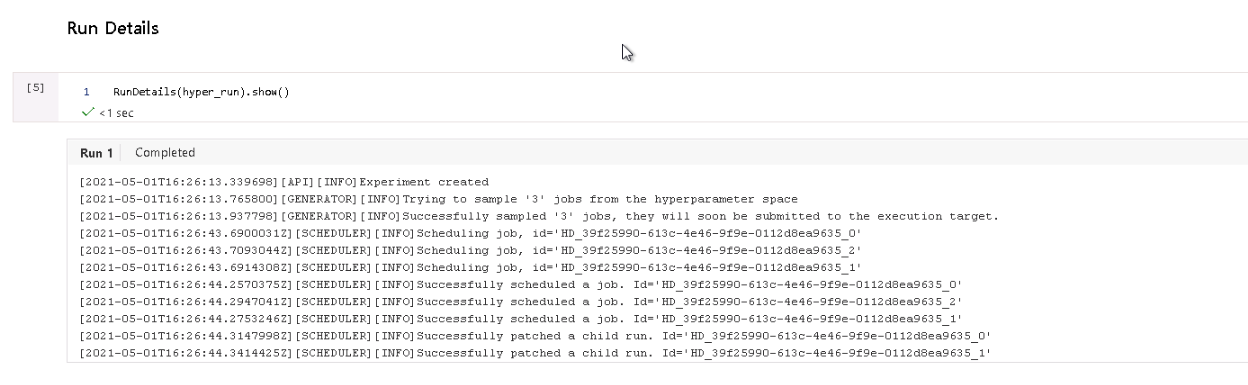 Run Details
[5]
1 RunDetails(hyper_run).show()
<1 sec
Run 1 Completed
[2021-05-01T16:26:13.339698][API][INFO]Experiment created
[2021-05-01T16:26:13.765800][GENERATOR][INFO]Trying to sample '3' jobs from the hyperparameter space
[2021-05-01T16:26:13.937798][GENERATOR][INFO]Successfully sampled '3' jobs, they will soon be submitted to the execution target.
[2021-05-01T16:26:43.6900031Z][SCHEDULER][INFO]Scheduling job, id='HD_39f25990-613c-4e46-9f9e-0112d8ea9635_0'
[2021-05-01T16:26:43.7093044Z][SCHEDULER][INFO]Scheduling job, id='HD_39f25990-613c-4e46-9f9e-0112d8ea9635_2'
[2021-05-01T16:26:43.6914308Z][SCHEDULER][INFO]Scheduling job, id='HD_39f25990-613c-4e46-9f9e-0112d8ea9635_1'
[2021-05-01T16:26:44.2570375Z][SCHEDULER][INFO]Successfully scheduled a job. Id='HD_39f25990-613c-4e46-9f9e-0112d8ea9635_0'
[2021-05-01T16:26:44.2947041Z][SCHEDULER][INFO]Successfully scheduled a job. Id='HD_39f25990-613c-4e46-9f9e-0112d8ea9635_2'
[2021-05-01T16:26:44.2753246Z][SCHEDULER][INFO]Successfully scheduled a job. Id='HD_39f25990-613c-4e46-9f9e-0112d8ea9635_1'
[2021-05-01T16:26:44.3147998Z][SCHEDULER][INFO]Successfully patched a child run. Id='HD_39f25990-613c-4e46-9f9e-0112d8ea9635_0'
[2021-05-01T16:26:44.3414425Z][SCHEDULER][INFO]Successfully patched a child run. Id='HD_39f25990-613c-4e46-9f9e-0112d8ea9635_1'